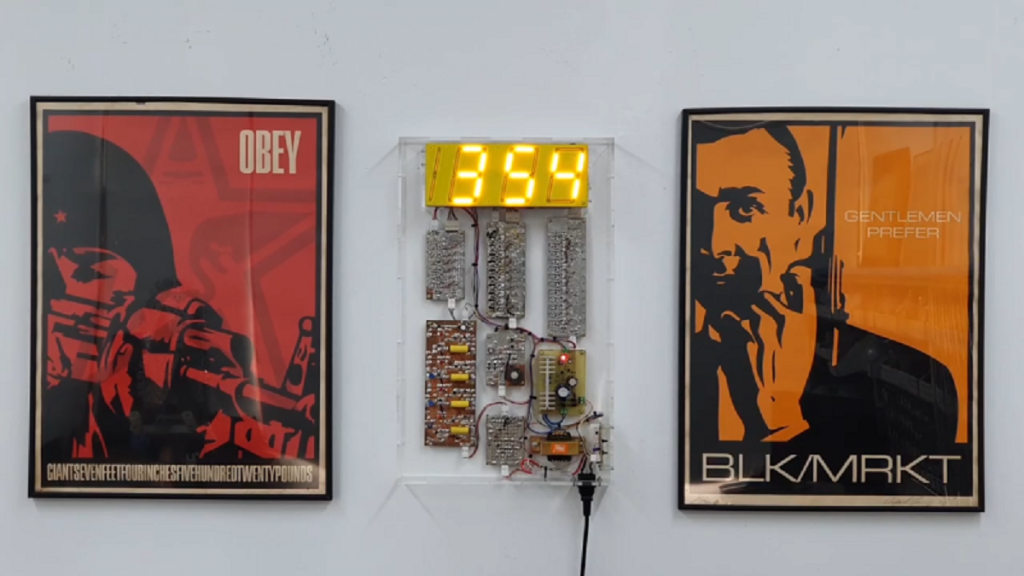 OBEY
GIANTSEVENFEETFOURINCHESFIVEHUNDREDTWENTYPOUNDS
359
GENTLEMEN
PREFER
BLK/MRKT